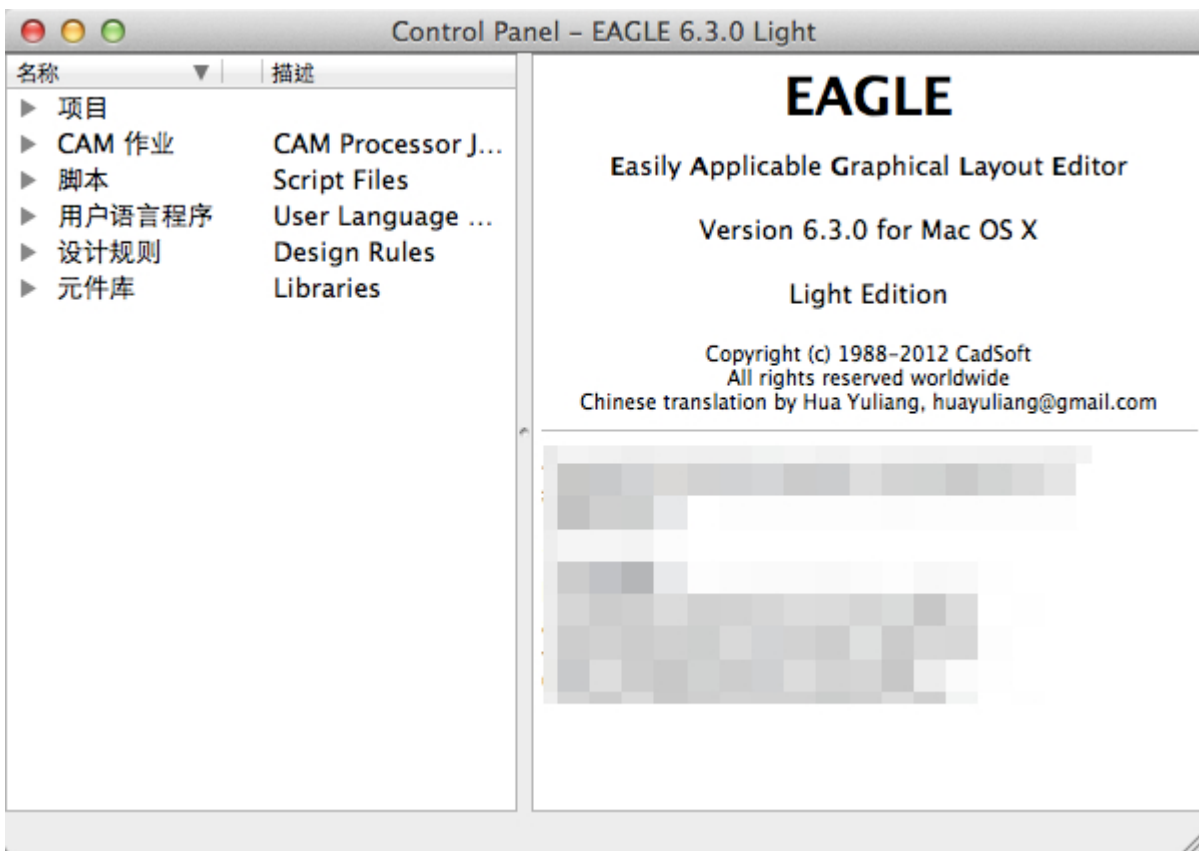 Control Panel – EAGLE 6.3.0 Light
名称 描述
项目
CAM 作业 CAM Processor J...
脚本 Script Files
用户语言程序 User Language ...
设计规则 Design Rules
元件库 Libraries
EAGLE
Easily Applicable Graphical Layout Editor
Version 6.3.0 for Mac OS X
Light Edition
Copyright (c) 1988-2012 CadSoft
All rights reserved worldwide
Chinese translation by Hua Yuliang, huayuliang@gmail.com